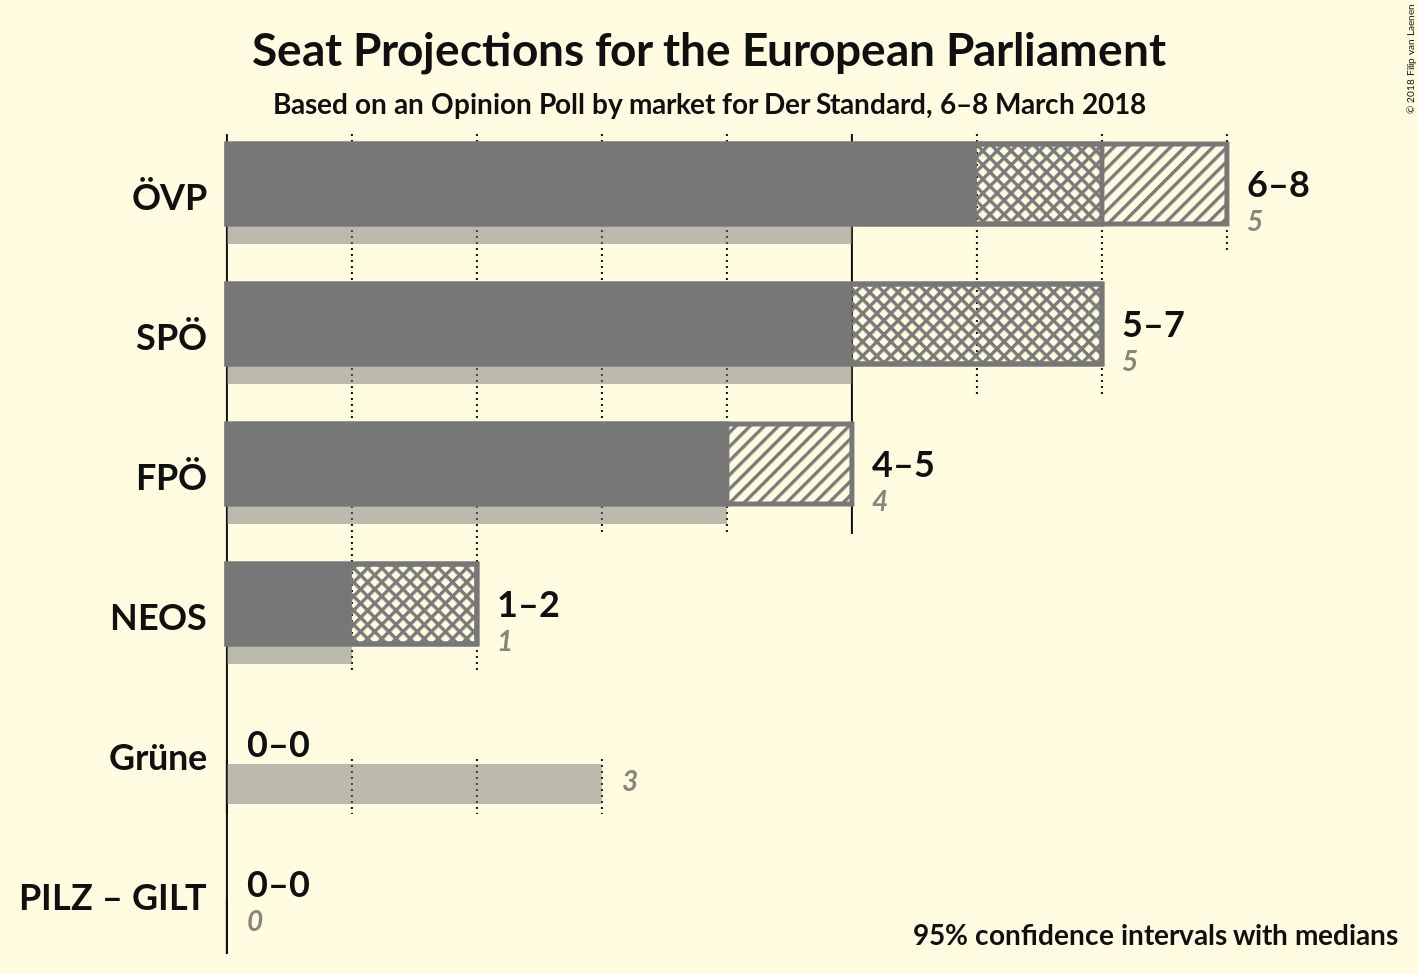 Seat Projections for the European Parliament
Based on an Opinion Poll by market for Der Standard, 6–8 March 2018
© 2018 Filip van Laenen
ÖVP
6–8
5
SPÖ
5–7
5
FPÖ
4–5
4
NEOS
1–2
1
Grüne
0–0
3
PILZ – GILT
0–0
0
95% confidence intervals with medians